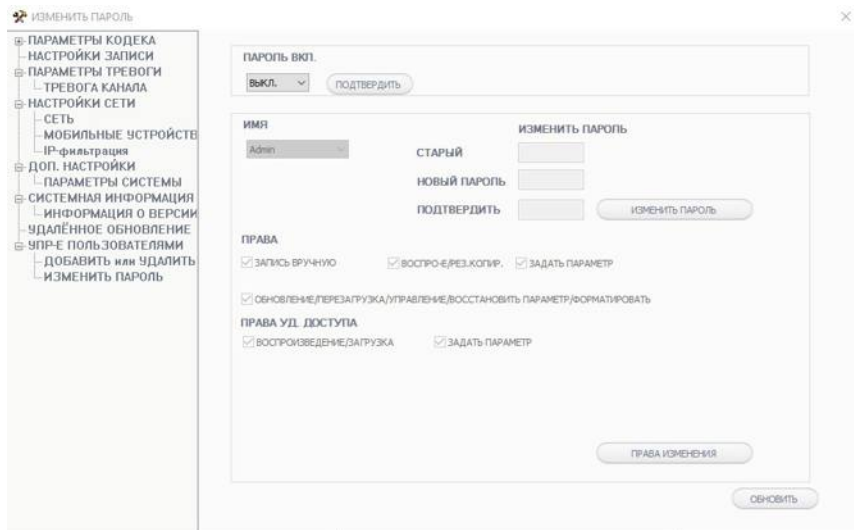 ИЗМЕНИТЬ ПАРОЛЬ
ПАРАМЕТРЫ КОДЕКА
НАСТРОЙКИ ЗАПИСИ
ПАРАМЕТРЫ ТРЕВОГИ
ТРЕВОГА КАНАЛА
НАСТРОЙКИ СЕТИ
СЕТЬ
МОБИЛЬНЫЕ УСТРОЙСТВ
IP-фильтрация
ДОП. НАСТРОЙКИ
ПАРАМЕТРЫ СИСТЕМЫ
СИСТЕМНАЯ ИНФОРМАЦИЯ
ИНФОРМАЦИЯ О ВЕРСИИ
УДАЛЁННОЕ ОБНОВЛЕНИЕ
УПР-Е ПОЛЬЗОВАТЕЛЯМИ
ДОБАВИТЬ или УДАЛИТЬ
ИЗМЕНИТЬ ПАРОЛЬ
ПАРОЛЬ ВКЛ.
ВЫКЛ. ПОДТВЕРДИТЬ
ИМЯ
ИЗМЕНИТЬ ПАРОЛЬ
Admin
СТАРЫЙ
НОВЫЙ ПАРОЛЬ
ПОДТВЕРДИТЬ ИЗМЕНИТЬ ПАРОЛЬ
ПРАВА
ЗАПИСЬ ВРУЧНУЮ ВОСПРО-Е/РЕЗ.КОПИР. ЗАДАТЬ ПАРАМЕТР
ОБНОВЛЕНИЕ/ПЕРЕЗАГРУЗКА/УПРАВЛЕНИЕ/ВОССТАНОВИТЬ ПАРАМЕТР/ФОРМАТИРОВАТЬ
ПРАВА УД. ДОСТУПА
ВОСПРОИЗВЕДЕНИЕ/ЗАГРУЗКА ЗАДАТЬ ПАРАМЕТР
ПРАВА ИЗМЕНЕНИЯ
ОБНОВИТЬ